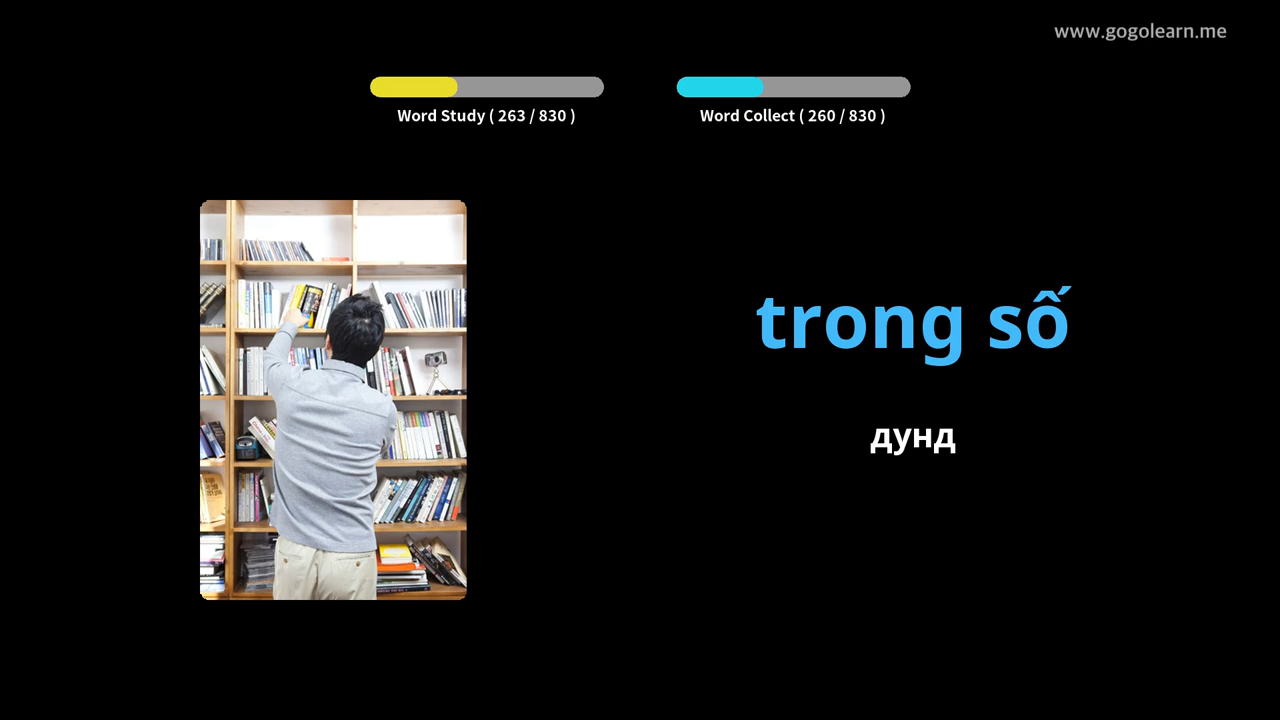 www.gogolearn.me
Word Study ( 263 / 830 )
Word Collect ( 260 / 830 )
trong số
дунд